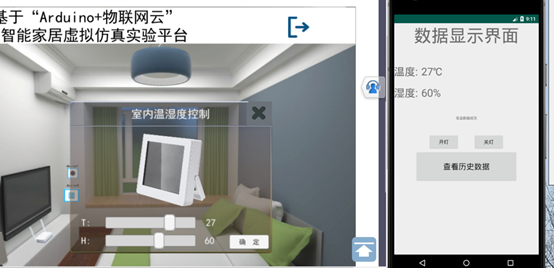 基于“Arduino+物联网云”
智能家居虚拟仿真实验平台
室内温湿度控制
T: 27
H: 60
确 定
9:11
数据显示界面
温度: 27℃
湿度: 60%
开灯 关灯
查看历史数据